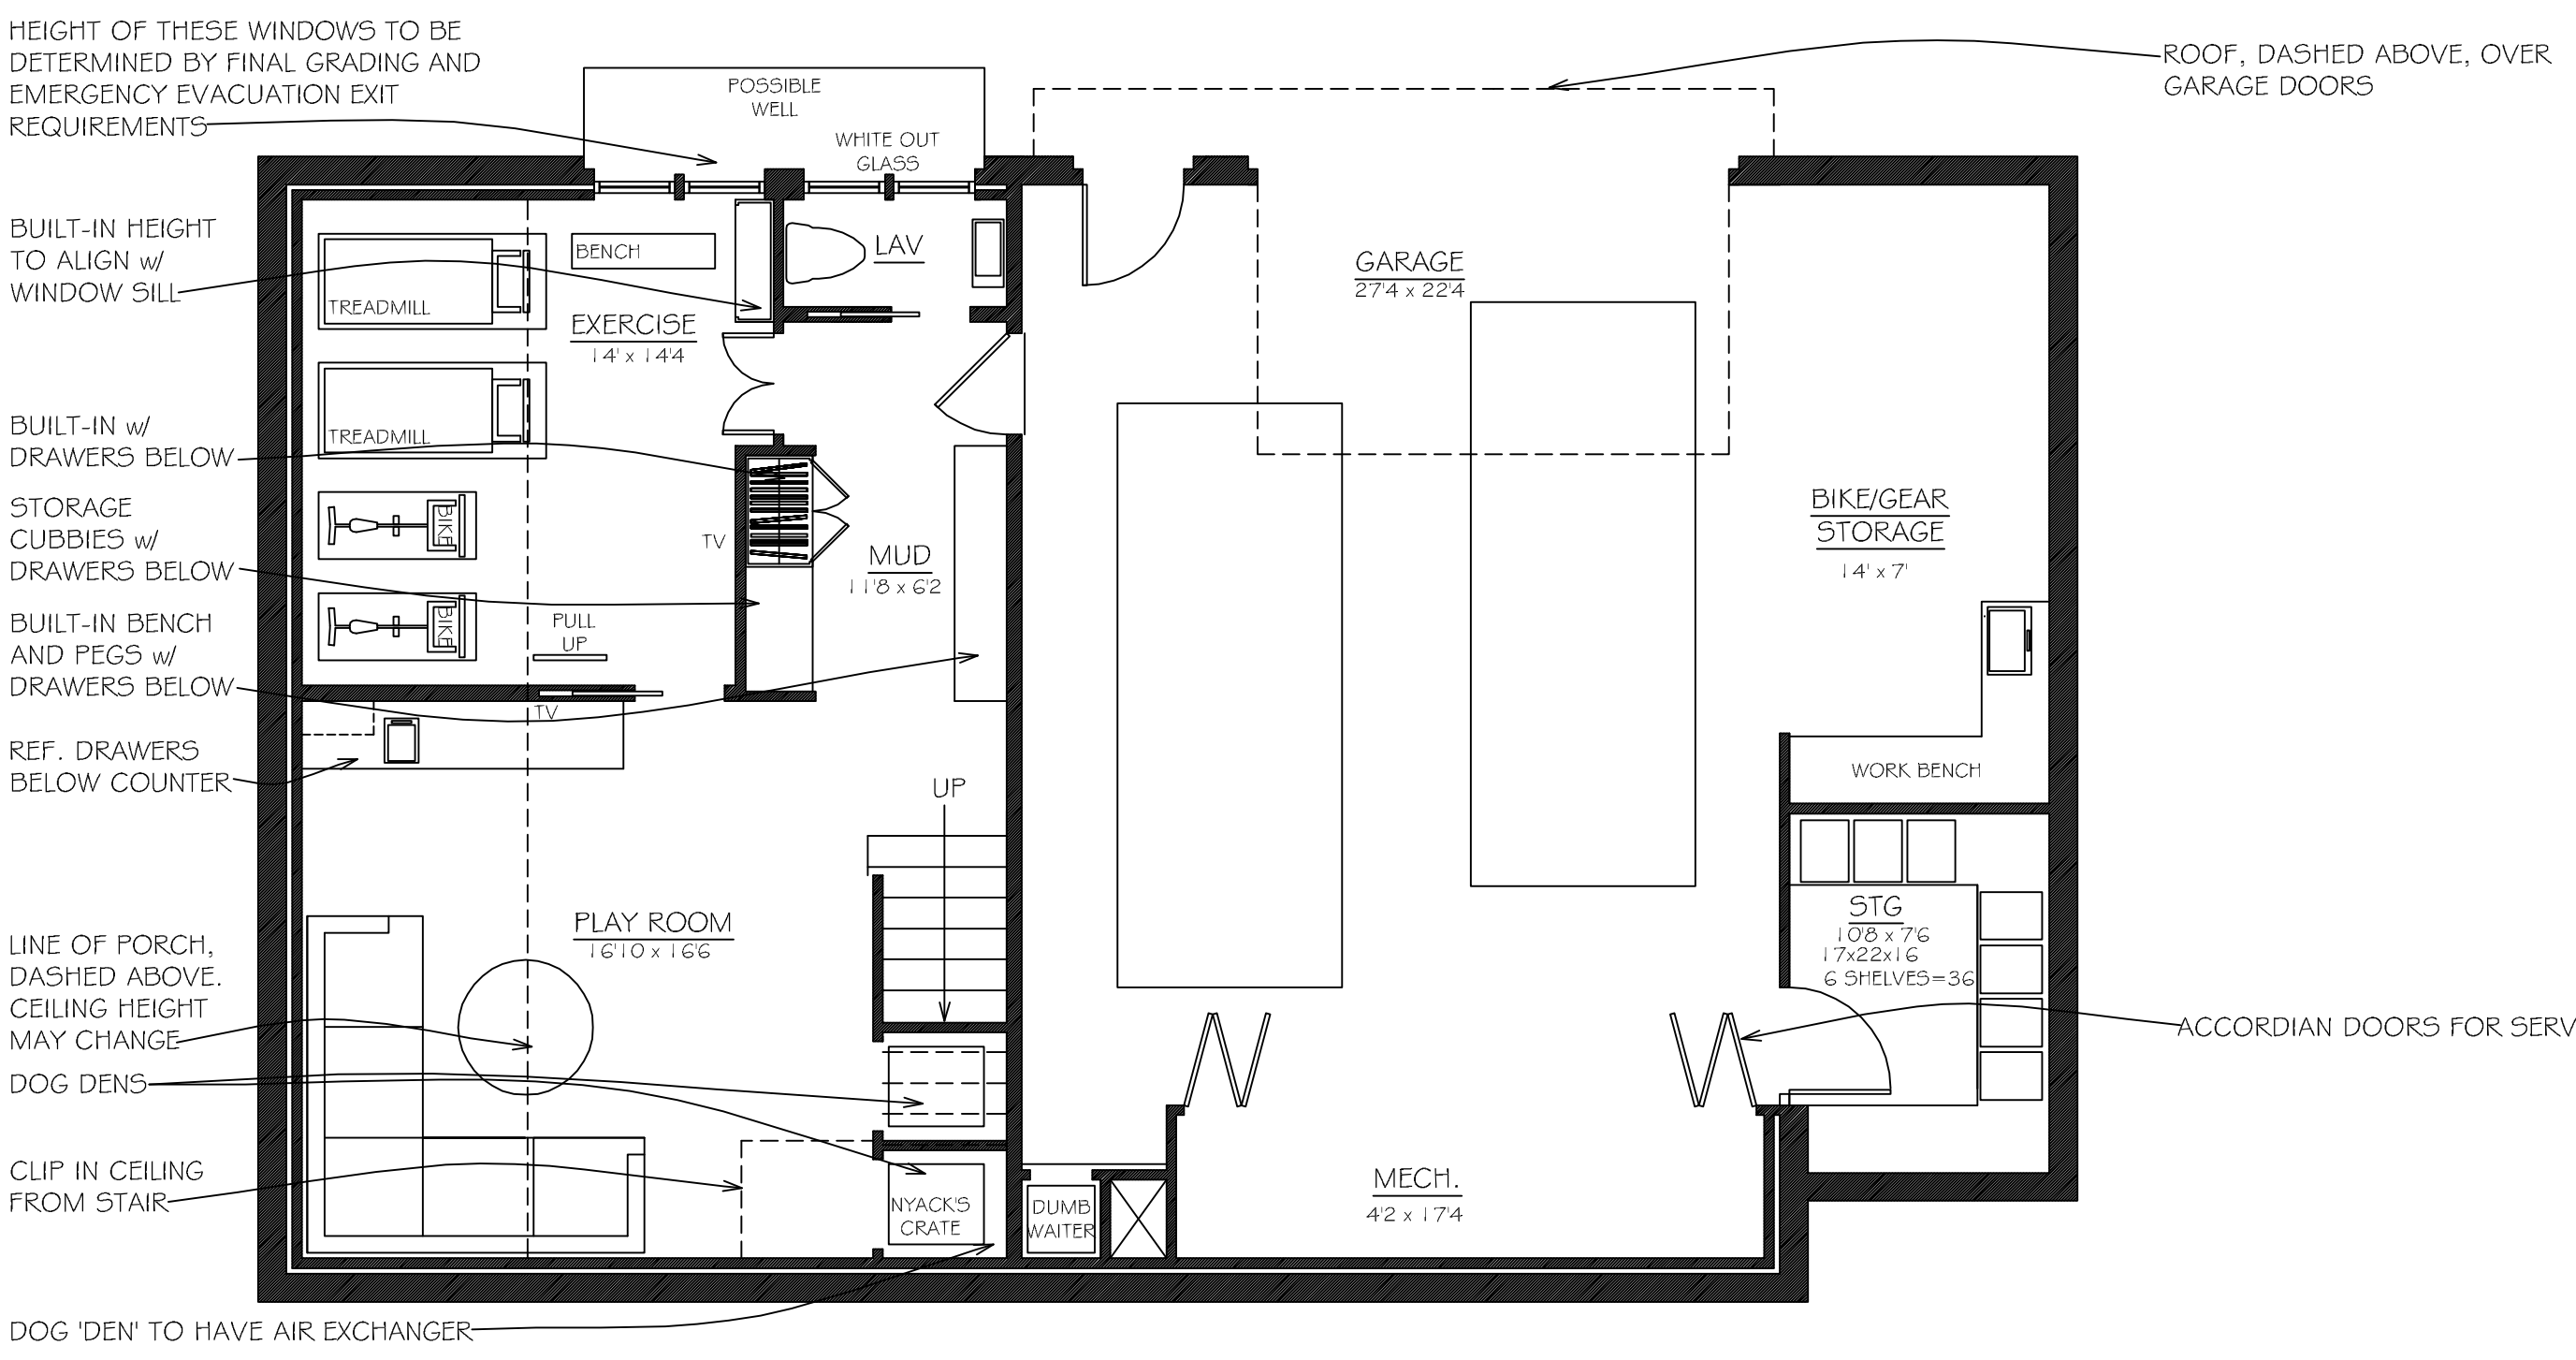 HEIGHT OF THESE WINDOWS TO BE
DETERMINED BY FINAL GRADING AND
EMERGENCY EVACUATION EXIT
REQUIREMENTS
POSSIBLE
WELL
WHITE OUT
GLASS
ROOF, DASHED ABOVE, OVER
GARAGE DOORS
BUILT-IN HEIGHT
TO ALIGN w/
WINDOW SILL
BENCH
TREADMILL
EXERCISE
14' x 14'4
LAV
GARAGE
27'4 x 22'4
BUILT-IN w/
DRAWERS BELOW
TREADMILL
STORAGE
CUBBIES w/
DRAWERS BELOW
BIKE
TV
MUD
11'8 x 6'2
BIKE/GEAR
STORAGE
14' x 7'
BUILT-IN BENCH
AND PEGS w/
DRAWERS BELOW
BIKE
PULL
UP
TV
REF. DRAWERS
BELOW COUNTER
UP
WORK BENCH
PLAY ROOM
16'10 x 16'6
STG
10'8 x 7'6
17x22x16
6 SHELVES=36
LINE OF PORCH,
DASHED ABOVE.
CEILING HEIGHT
MAY CHANGE
ACCORDIAN DOORS FOR SERV
DOG DENS
CLIP IN CEILING
FROM STAIR
NYACK'S
CRATE
DUMB
WAITER
MECH.
4'2 x 17'4
DOG 'DEN' TO HAVE AIR EXCHANGER